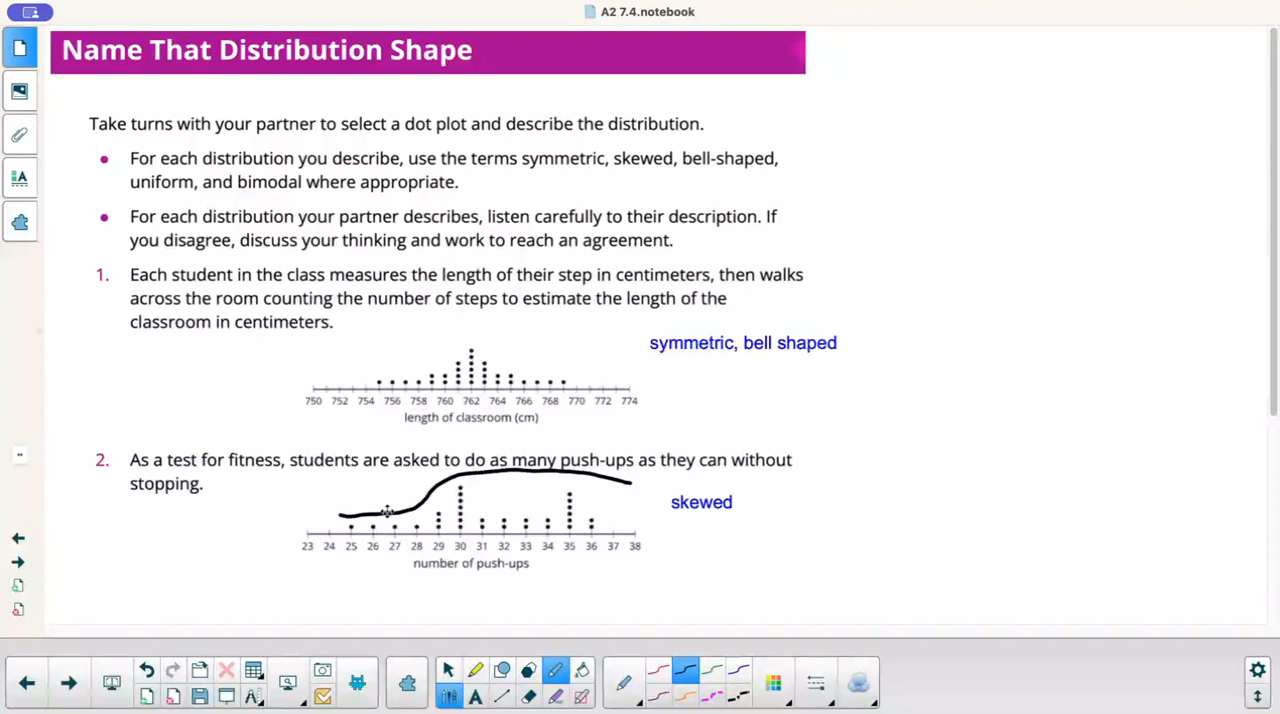 A2 7.4.notebook
Name That Distribution Shape
Take turns with your partner to select a dot plot and describe the distribution.
• For each distribution you describe, use the terms symmetric, skewed, bell-shaped,
uniform, and bimodal where appropriate.
• For each distribution your partner describes, listen carefully to their description. If
you disagree, discuss your thinking and work to reach an agreement.
1. Each student in the class measures the length of their step in centimeters, then walks
across the room counting the number of steps to estimate the length of the
classroom in centimeters.
symmetric, bell shaped
750 752 754 756 758 760 762 764 766 768 770 772 774
length of classroom (cm)
2. As a test for fitness, students are asked to do as many push-ups as they can without
stopping.
skewed
23 24 25 26 27 28 29 30 31 32 33 34 35 36 37 38
number of push-ups